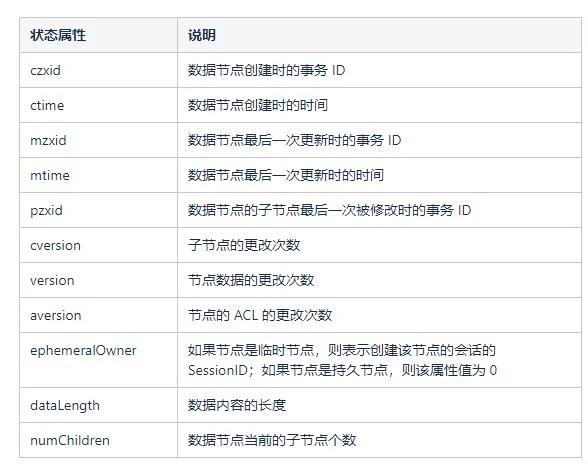 状态属性 说明
czxid 数据节点创建时的事务 ID
ctime 数据节点创建时的时间
mzxid 数据节点最后一次更新时的事务 ID
mtime 数据节点最后一次更新时的时间
pzxid 数据节点的子节点最后一次被修改时的事务 ID
cversion 子节点的更改次数
version 节点数据的更改次数
aversion 节点的 ACL 的更改次数
ephemeralOwner 如果节点是临时节点，则表示创建该节点的会话的
SessionID；如果节点是持久节点，则该属性值为 0
dataLength 数据内容的长度
numChildren 数据节点当前的子节点个数